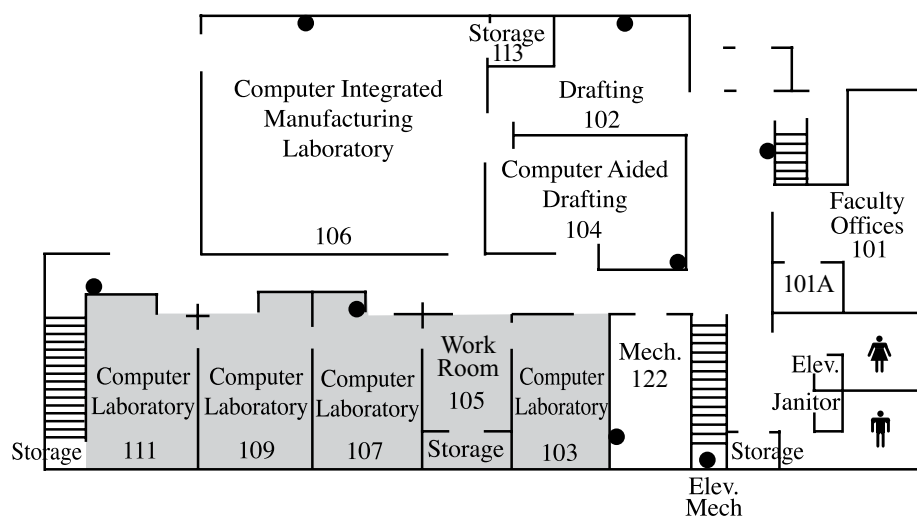 Storage
113
Computer Integrated
Manufacturing
Laboratory
106
Drafting
102
Computer Aided
Drafting
104
Faculty
Offices
101
101A
Computer
Laboratory
111
Computer
Laboratory
109
Computer
Laboratory
107
Work
Room
105
Storage
Computer
Laboratory
103
Mech.
122
Elev.
Janitor
Storage
Storage
Elev.
Mech